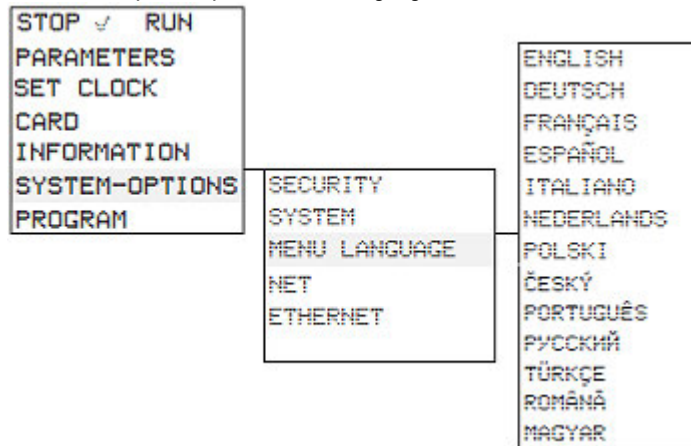 STOP √ RUN
PARAMETERS
SET CLOCK
CARD
INFORMATION
SYSTEM-OPTIONS
PROGRAM
SECURITY
SYSTEM
MENU LANGUAGE
NET
ETHERNET
ENGLISH
DEUTSCH
FRANÇAIS
ESPAÑOL
ITALIANO
NEDERLANDS
POLSKI
ČESKÝ
PORTUGUÊS
РУССКИЙ
TÜRKÇE
ROMÂNĂ
MAGYAR